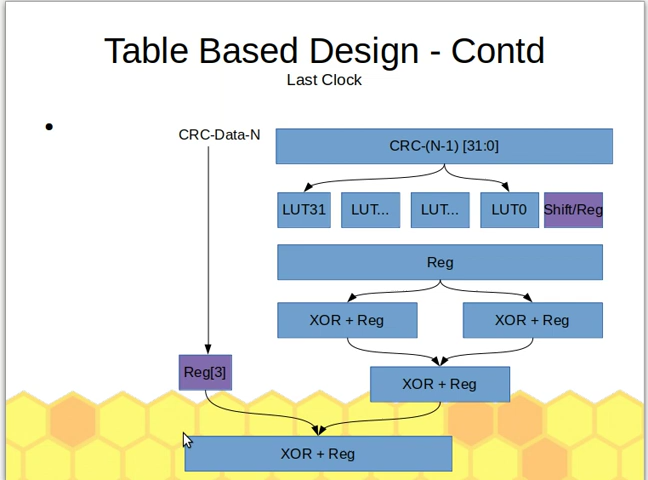 Table Based Design - Contd
Last Clock
CRC-Data-N
CRC-(N-1) [31:0]
LUT31
LUT...
LUT...
LUT0
Shift/Reg
Reg
XOR + Reg
XOR + Reg
Reg[3]
XOR + Reg
XOR + Reg